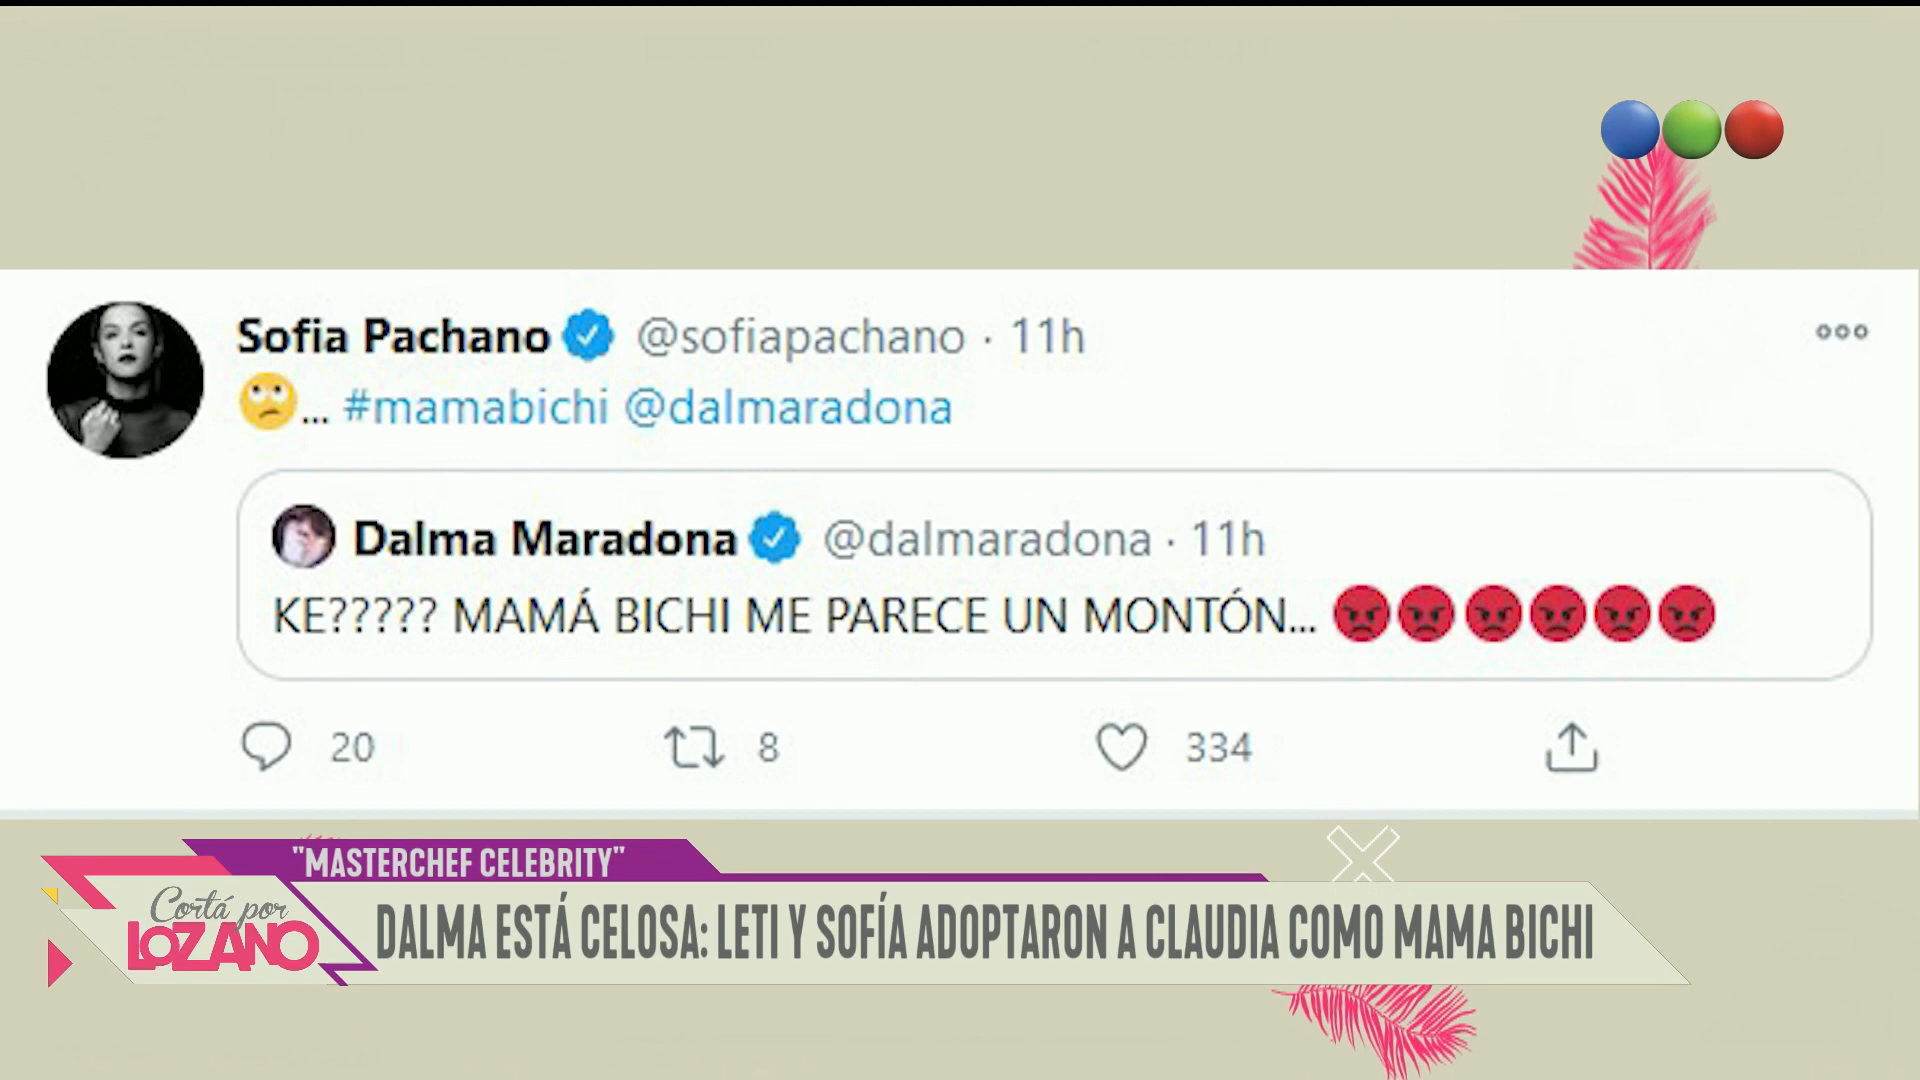 Sofia Pachano @sofiapachano · 11h
🙄... #mamabichi @dalmaradona
Dalma Maradona @dalmaradona · 11h
KE????? MAMÁ BICHI ME PARECE UN MONTÓN... 😡😡😡😡😡😡
20 8 334
"MASTERCHEF CELEBRITY"
Cortá por
LOZANO
DALMA ESTÁ CELOSA: LETI Y SOFÍA ADOPTARON A CLAUDIA COMO MAMA BICHI